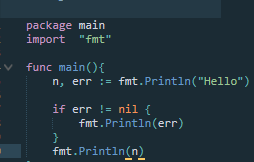 package main
import  "fmt"
func main(){
    n, err := fmt.Println("Hello")
    if err != nil {
        fmt.Println(err)
    }
    fmt.Println(n)